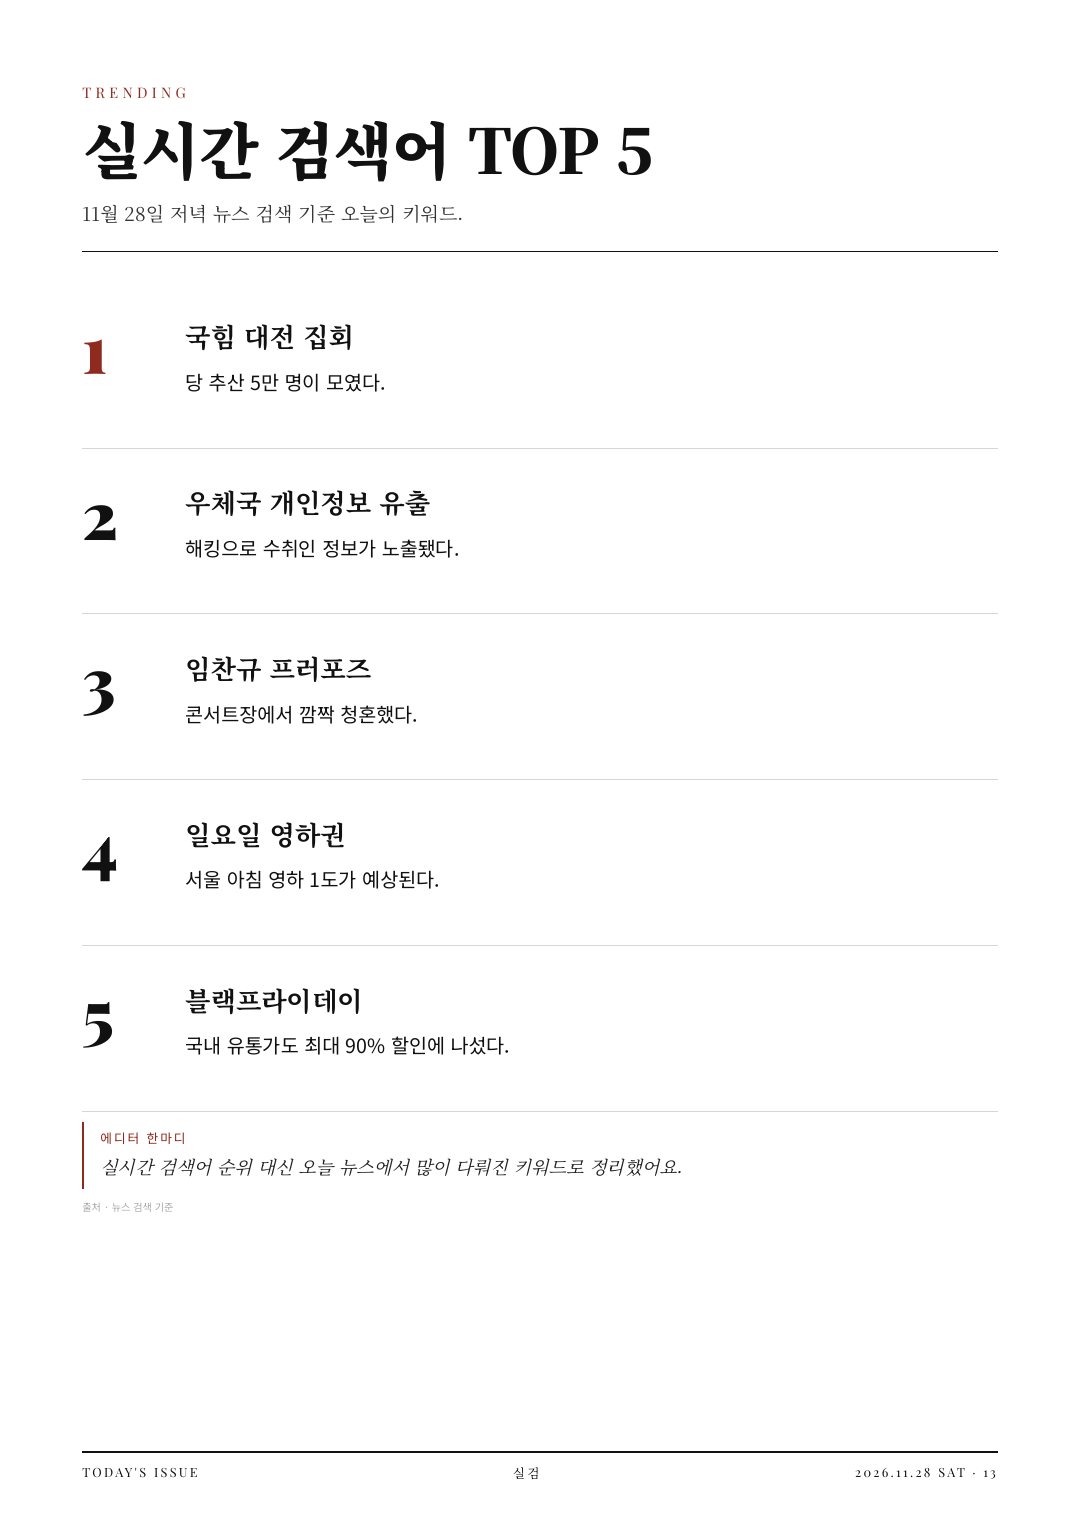 TRENDING
실시간 검색어 TOP 5
11월 28일 저녁 뉴스 검색 기준 오늘의 키워드.
1
국힘 대전 집회
당 추산 5만 명이 모였다.
2
우체국 개인정보 유출
해킹으로 수취인 정보가 노출됐다.
3
임찬규 프러포즈
콘서트장에서 깜짝 청혼했다.
4
일요일 영하권
서울 아침 영하 1도가 예상된다.
5
블랙프라이데이
국내 유통가도 최대 90% 할인에 나섰다.
에디터 한마디
실시간 검색어 순위 대신 오늘 뉴스에서 많이 다뤄진 키워드로 정리했어요.
출처 · 뉴스 검색 기준
TODAY'S ISSUE
실검
2026.11.28 SAT · 13